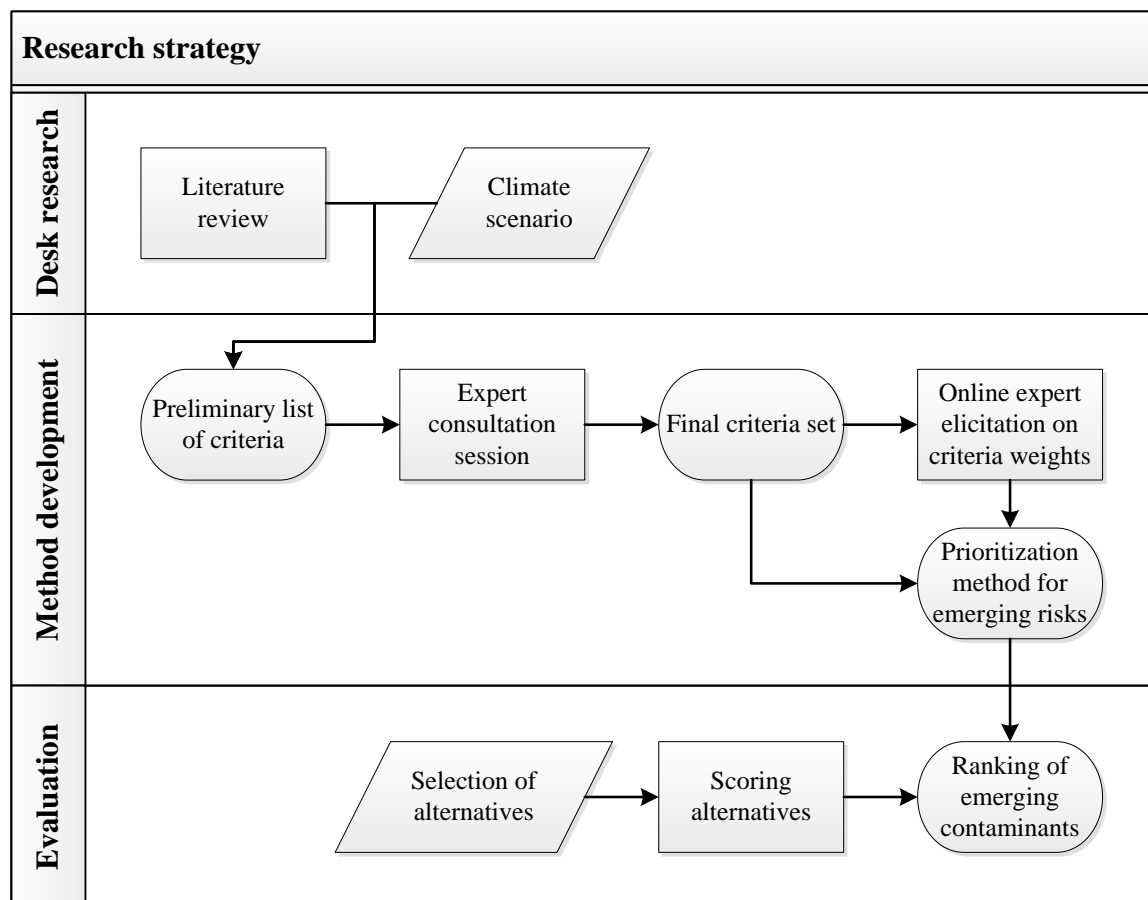 Research strategy
Desk research
Literature
review
Climate
scenario
Method development
Preliminary list
of criteria
Expert
consultation
session
Final criteria set
Online expert
elicitation on
criteria weights
Prioritization
method for
emerging risks
Evaluation
Selection of
alternatives
Scoring
alternatives
Ranking of
emerging
contaminants